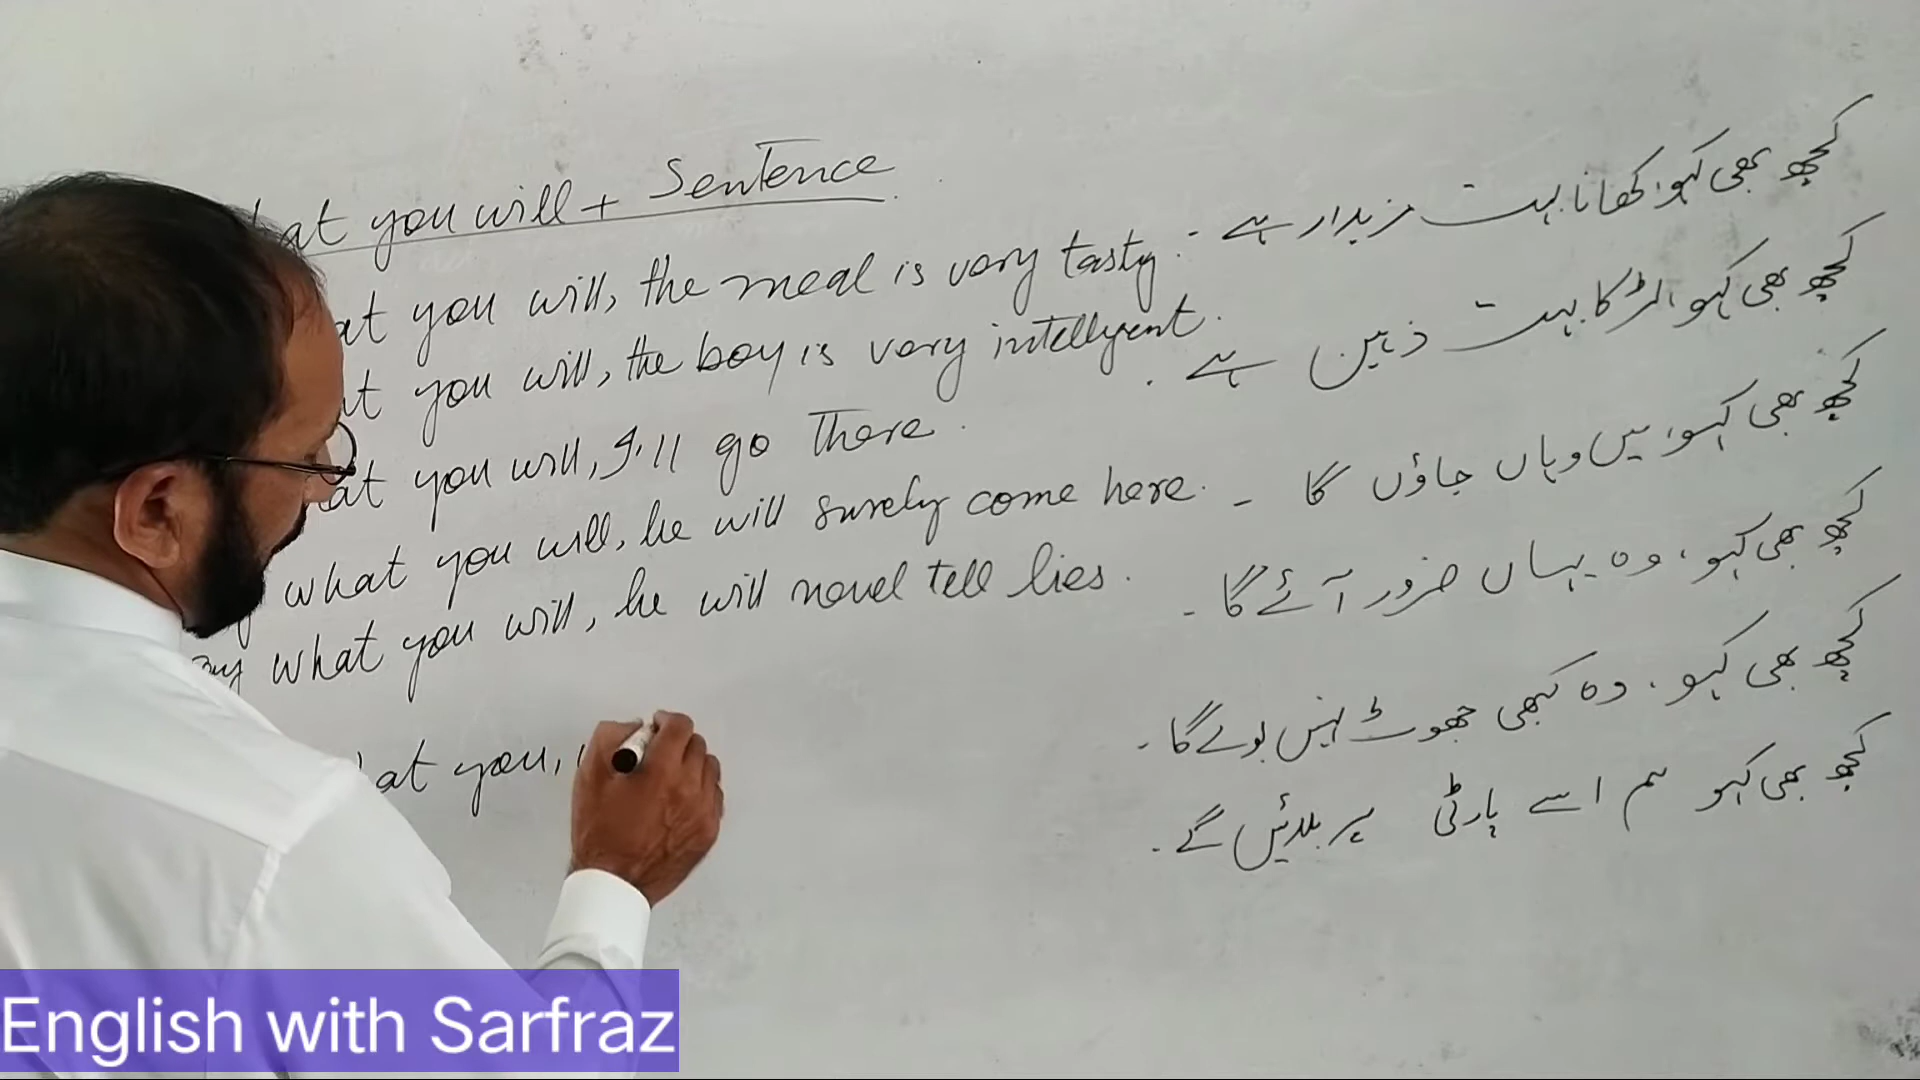 at you will + Sentence
at you will, the meal is very tasty. کچھ بھی کہو، کھانا بہت مزیدار ہے۔
at you will, the boy is very intelligent. کچھ بھی کہو، لڑکا بہت ذہین ہے۔
at you will, I'll go there. کچھ بھی کہو، میں وہاں جاؤں گا۔
what you will, he will surely come here. کچھ بھی کہو، وہ یہاں ضرور آئے گا۔
ay what you will, he will never tell lies. کچھ بھی کہو، وہ کبھی جھوٹ نہیں بولے گا۔
hat you, کچھ بھی کہو ہم اسے پارٹی پر بلائیں گے۔
English with Sarfraz